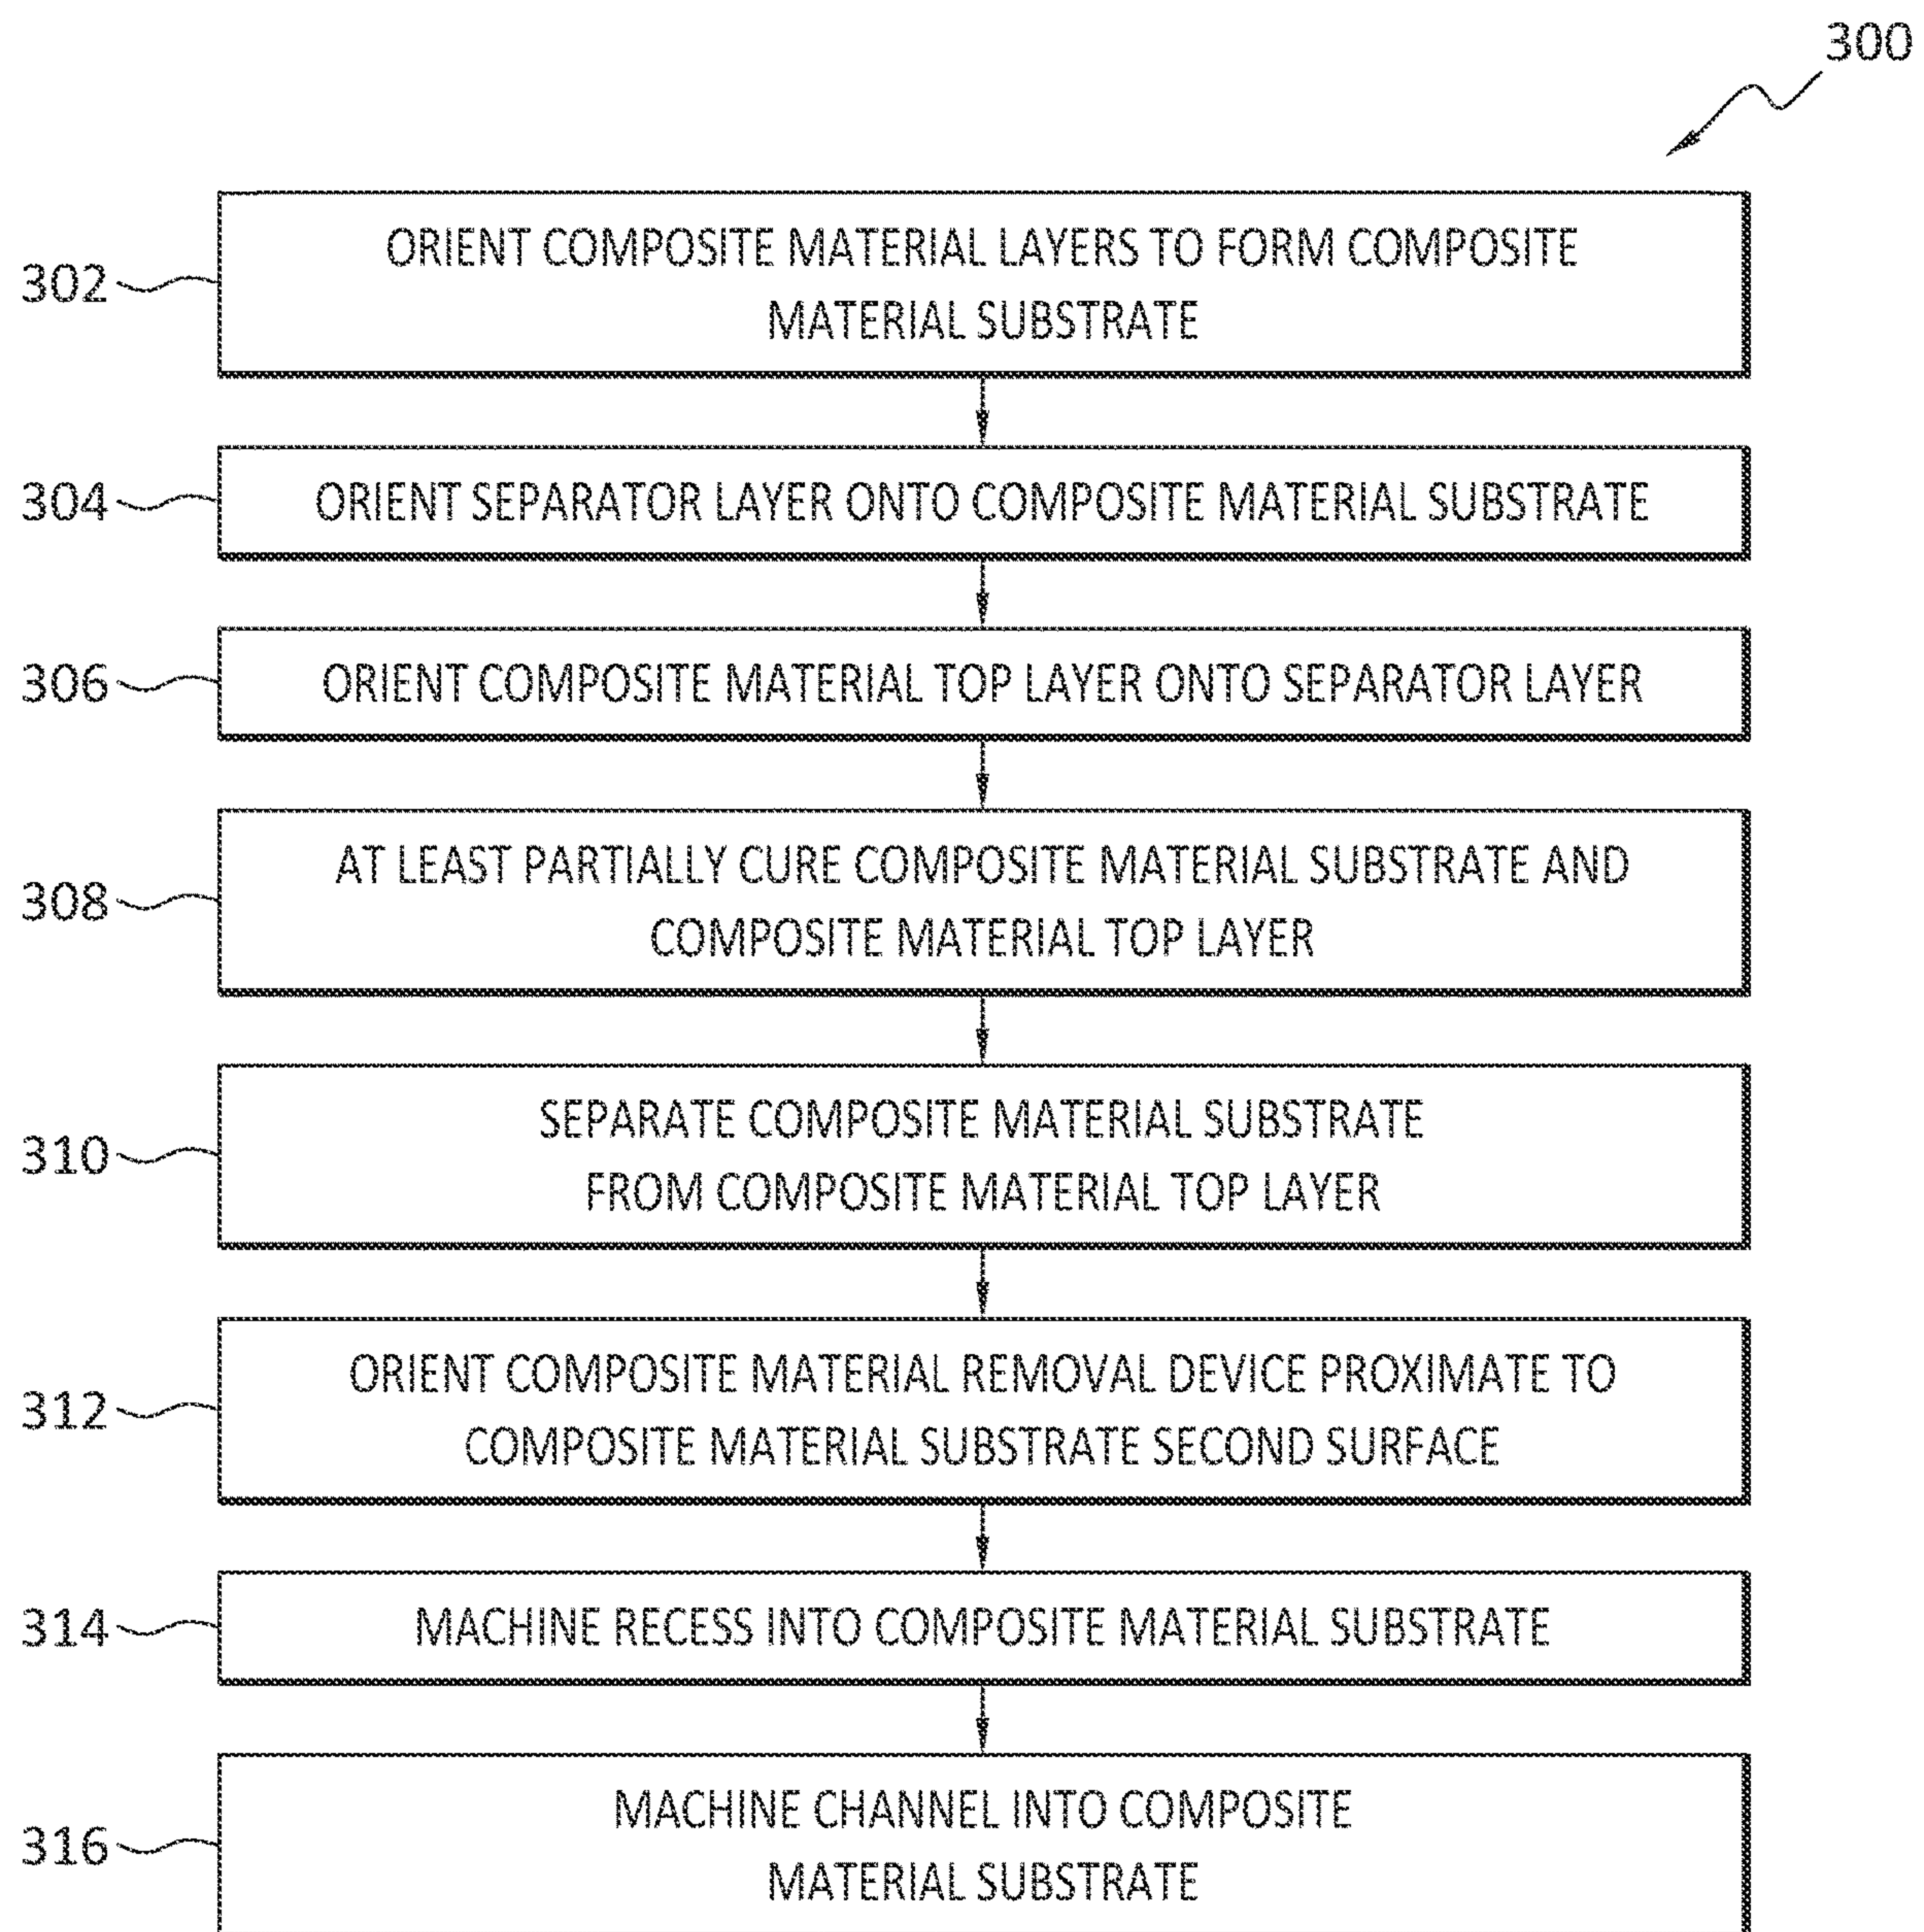 300
302
ORIENT COMPOSITE MATERIAL LAYERS TO FORM COMPOSITE
MATERIAL SUBSTRATE
304
ORIENT SEPARATOR LAYER ONTO COMPOSITE MATERIAL SUBSTRATE
306
ORIENT COMPOSITE MATERIAL TOP LAYER ONTO SEPARATOR LAYER
308
AT LEAST PARTIALLY CURE COMPOSITE MATERIAL SUBSTRATE AND
COMPOSITE MATERIAL TOP LAYER
310
SEPARATE COMPOSITE MATERIAL SUBSTRATE
FROM COMPOSITE MATERIAL TOP LAYER
312
ORIENT COMPOSITE MATERIAL REMOVAL DEVICE PROXIMATE TO
COMPOSITE MATERIAL SUBSTRATE SECOND SURFACE
314
MACHINE RECESS INTO COMPOSITE MATERIAL SUBSTRATE
316
MACHINE CHANNEL INTO COMPOSITE
MATERIAL SUBSTRATE